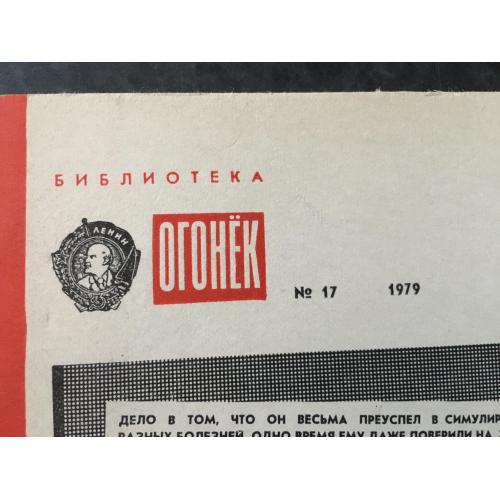 БИБЛИОТЕКА
ЛЕНИН
ОГОНЁК
№ 17 1979
ДЕЛО В ТОМ, ЧТО ОН ВЕСЬМА ПРЕУСПЕЛ В СИМУЛИР
РАЗНЫХ БОЛЕЗНЕЙ. ОДНО ВРЕМЯ ЕМУ ДАЖЕ ПОВЕРИЛИ НА